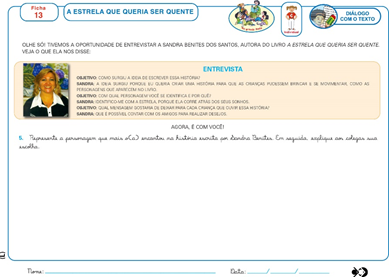 Ficha
13
A ESTRELA QUE QUERIA SER QUENTE
DIÁLOGO
COM O TEXTO
OLHE SÓ! TIVEMOS A OPORTUNIDADE DE ENTREVISTAR A SANDRA BENITES DOS SANTOS, AUTORA DO LIVRO A ESTRELA QUE QUERIA SER QUENTE.
VEJA O QUE ELA NOS DISSE:
ENTREVISTA
OBJETIVO: COMO SURGIU A IDEIA DE ESCREVER ESSA HISTÓRIA?
SANDRA: A IDEIA SURGIU PORQUE EU QUERIA CRIAR UMA HISTÓRIA PARA QUE AS CRIANÇAS PUDESSEM BRINCAR E SE MOVIMENTAR, COMO AS
PERSONAGENS QUE APARECEM NO LIVRO.
OBJETIVO: COM QUAL PERSONAGEM VOCÊ SE IDENTIFICA E POR QUÊ?
SANDRA: IDENTIFICO-ME COM A ESTRELA, PORQUE ELA CORRE ATRÁS DOS SEUS SONHOS.
OBJETIVO: QUAL MENSAGEM GOSTARIA DE DEIXAR PARA CADA CRIANÇA QUE OUVIR ESSA HISTÓRIA?
SANDRA: QUE É POSSÍVEL CONTAR COM OS AMIGOS PARA REALIZAR DESEJOS.
AGORA, É COM VOCÊ!
Represente a personagem que mais o(a) encantou na história escrita por Sandra Benites. Em seguida, explique aos colegas sua
escolha.
Nome:
Data: / /